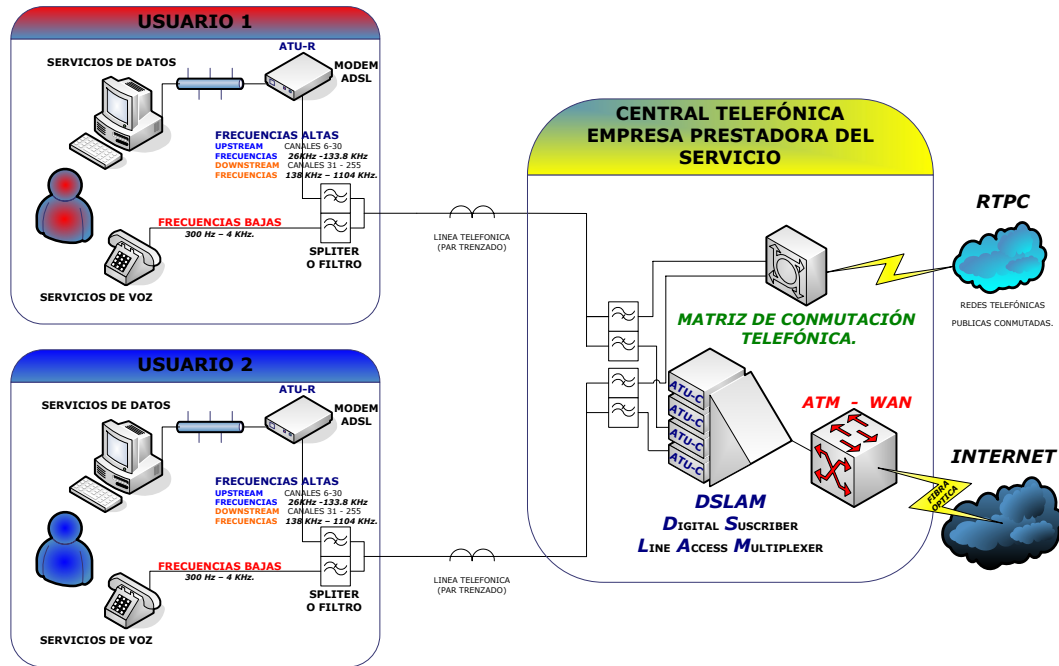 USUARIO 1
ATU-R
SERVICIOS DE DATOS
MODEM
ADSL
FRECUENCIAS ALTAS
UPSTREAM CANALES 6-30
FRECUENCIAS 26KHz -133.8 KHz
DOWNSTREAM CANALES 31 - 255
FRECUENCIAS 138 KHz – 1104 KHz.
FRECUENCIAS BAJAS
300 Hz – 4 KHz.
SPLITER
O FILTRO
SERVICIOS DE VOZ
LINEA TELEFONICA
(PAR TRENZADO)
USUARIO 2
ATU-R
SERVICIOS DE DATOS
MODEM
ADSL
FRECUENCIAS ALTAS
UPSTREAM CANALES 6-30
FRECUENCIAS 26KHz -133.8 KHz
DOWNSTREAM CANALES 31 - 255
FRECUENCIAS 138 KHz – 1104 KHz.
FRECUENCIAS BAJAS
300 Hz – 4 KHz.
SPLITER
O FILTRO
SERVICIOS DE VOZ
LINEA TELEFONICA
(PAR TRENZADO)
CENTRAL TELEFÓNICA
EMPRESA PRESTADORA DEL
SERVICIO
MATRIZ DE CONMUTACIÓN
TELEFÓNICA.
ATU-C
ATU-C
ATU-C
ATU-C
DSLAM
DIGITAL SUSCRIBER
LINE ACCESS MULTIPLEXER
ATM - WAN
RTPC
REDES TELEFÓNICAS
PUBLICAS CONMUTADAS.
INTERNET
FIBRA
OPTICA